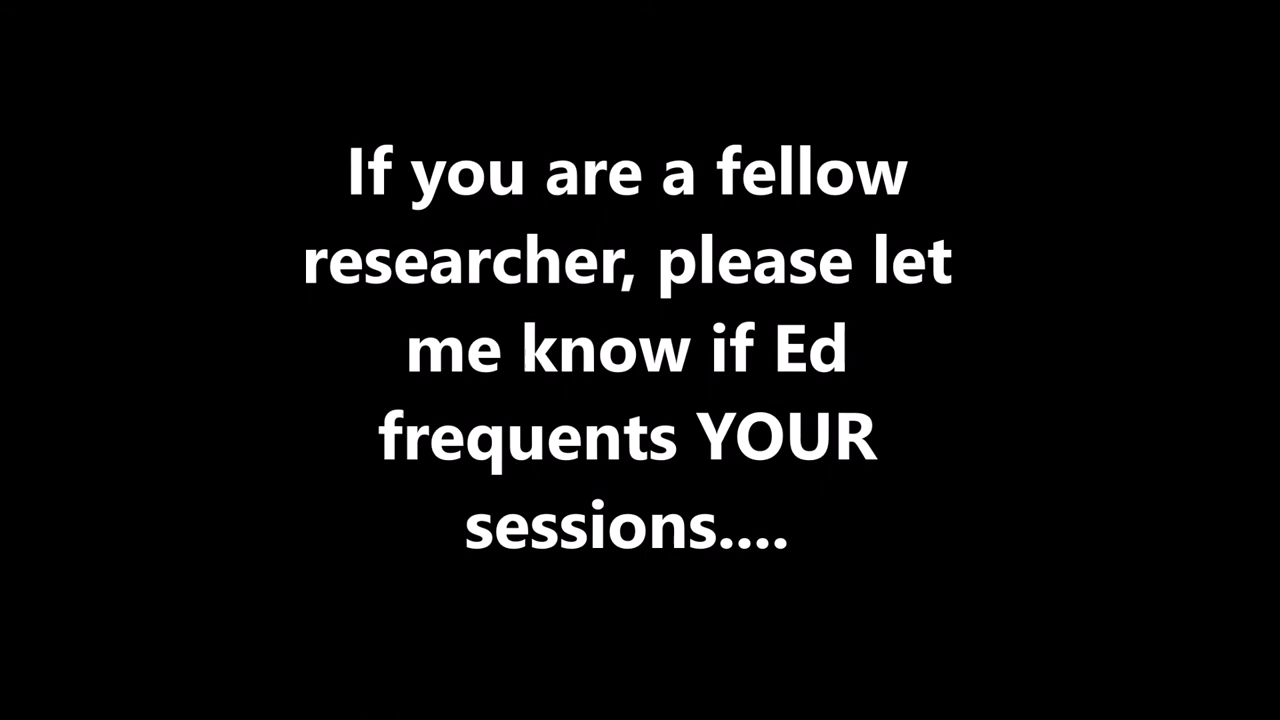 If you are a fellow
researcher, please let
me know if Ed
frequents YOUR
sessions....